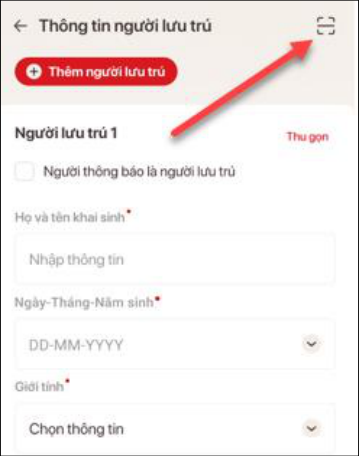 Thông tin người lưu trú
Thêm người lưu trú
Người lưu trú 1
Thu gọn
Người thông báo là người lưu trú
Họ và tên khai sinh*
Nhập thông tin
Ngày-Tháng-Năm sinh*
DD-MM-YYYY
Giới tính*
Chọn thông tin